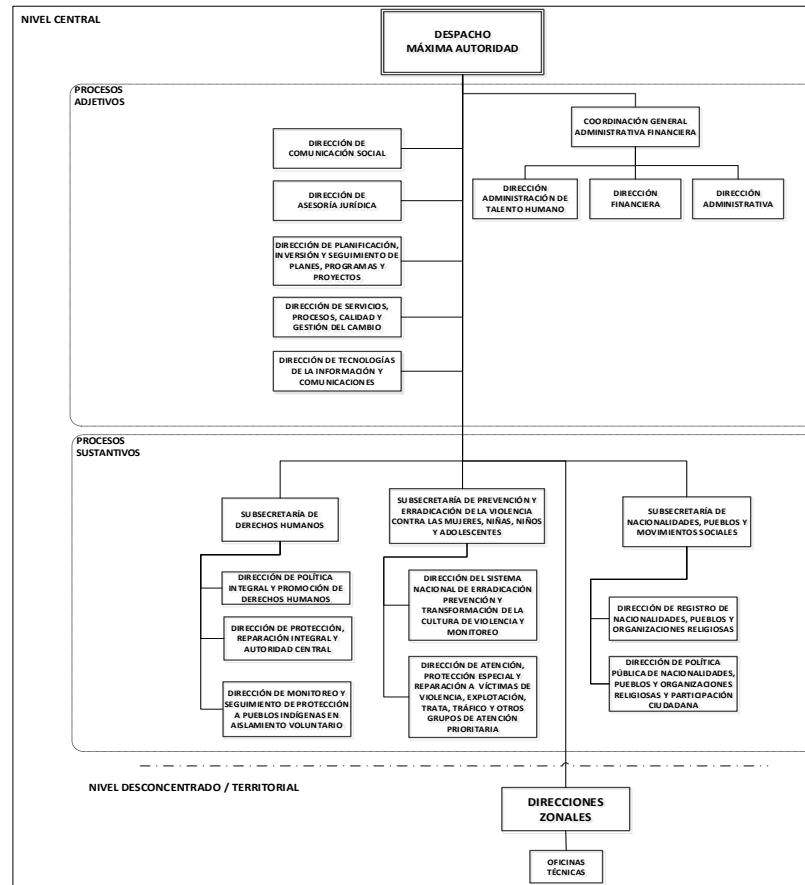 NIVEL CENTRAL
DESPACHO
MÁXIMA AUTORIDAD
PROCESOS
ADJETIVOS
COORDINACIÓN GENERAL
ADMINISTRATIVA FINANCIERA
DIRECCIÓN DE
COMUNICACIÓN SOCIAL
DIRECCIÓN
ADMINISTRACIÓN DE
TALENTO HUMANO
DIRECCIÓN
FINANCIERA
DIRECCIÓN
ADMINISTRATIVA
DIRECCIÓN DE
ASESORÍA JURÍDICA
DIRECCIÓN DE PLANIFICACIÓN,
INVERSIÓN Y SEGUIMIENTO DE
PLANES, PROGRAMAS Y
PROYECTOS
DIRECCIÓN DE SERVICIOS,
PROCESOS, CALIDAD Y
GESTIÓN DEL CAMBIO
DIRECCIÓN DE TECNOLOGÍAS
DE LA INFORMACIÓN Y
COMUNICACIONES
PROCESOS
SUSTANTIVOS
SUBSECRETARÍA DE
DERECHOS HUMANOS
SUBSECRETARÍA DE PREVENCIÓN Y
ERRADICACIÓN DE LA VIOLENCIA
CONTRA LAS MUJERES, NIÑAS, NIÑOS
Y ADOLESCENTES
SUBSECRETARÍA DE
NACIONALIDADES, PUEBLOS Y
MOVIMIENTOS SOCIALES
DIRECCIÓN DE POLÍTICA
INTEGRAL Y PROMOCIÓN DE
DERECHOS HUMANOS
DIRECCIÓN DEL SISTEMA
NACIONAL DE ERRADICACIÓN
PREVENCIÓN Y
TRANSFORMACIÓN DE LA
CULTURA DE VIOLENCIA Y
MONITOREO
DIRECCIÓN DE REGISTRO DE
NACIONALIDADES, PUEBLOS Y
ORGANIZACIONES RELIGIOSAS
DIRECCIÓN DE PROTECCIÓN,
REPARACIÓN INTEGRAL Y
AUTORIDAD CENTRAL
DIRECCIÓN DE MONITOREO Y
SEGUIMIENTO DE PROTECCIÓN
A PUEBLOS INDÍGENAS EN
AISLAMIENTO VOLUNTARIO
DIRECCIÓN DE ATENCIÓN,
PROTECCIÓN ESPECIAL Y
REPARACIÓN A VÍCTIMAS DE
VIOLENCIA, EXPLOTACIÓN,
TRATA, TRÁFICO Y OTROS
GRUPOS DE ATENCIÓN
PRIORITARIA
DIRECCIÓN DE POLÍTICA
PÚBLICA DE NACIONALIDADES,
PUEBLOS Y ORGANIZACIONES
RELIGIOSAS Y PARTICIPACIÓN
CIUDADANA
NIVEL DESCONCENTRADO / TERRITORIAL
DIRECCIONES
ZONALES
OFICINAS
TÉCNICAS